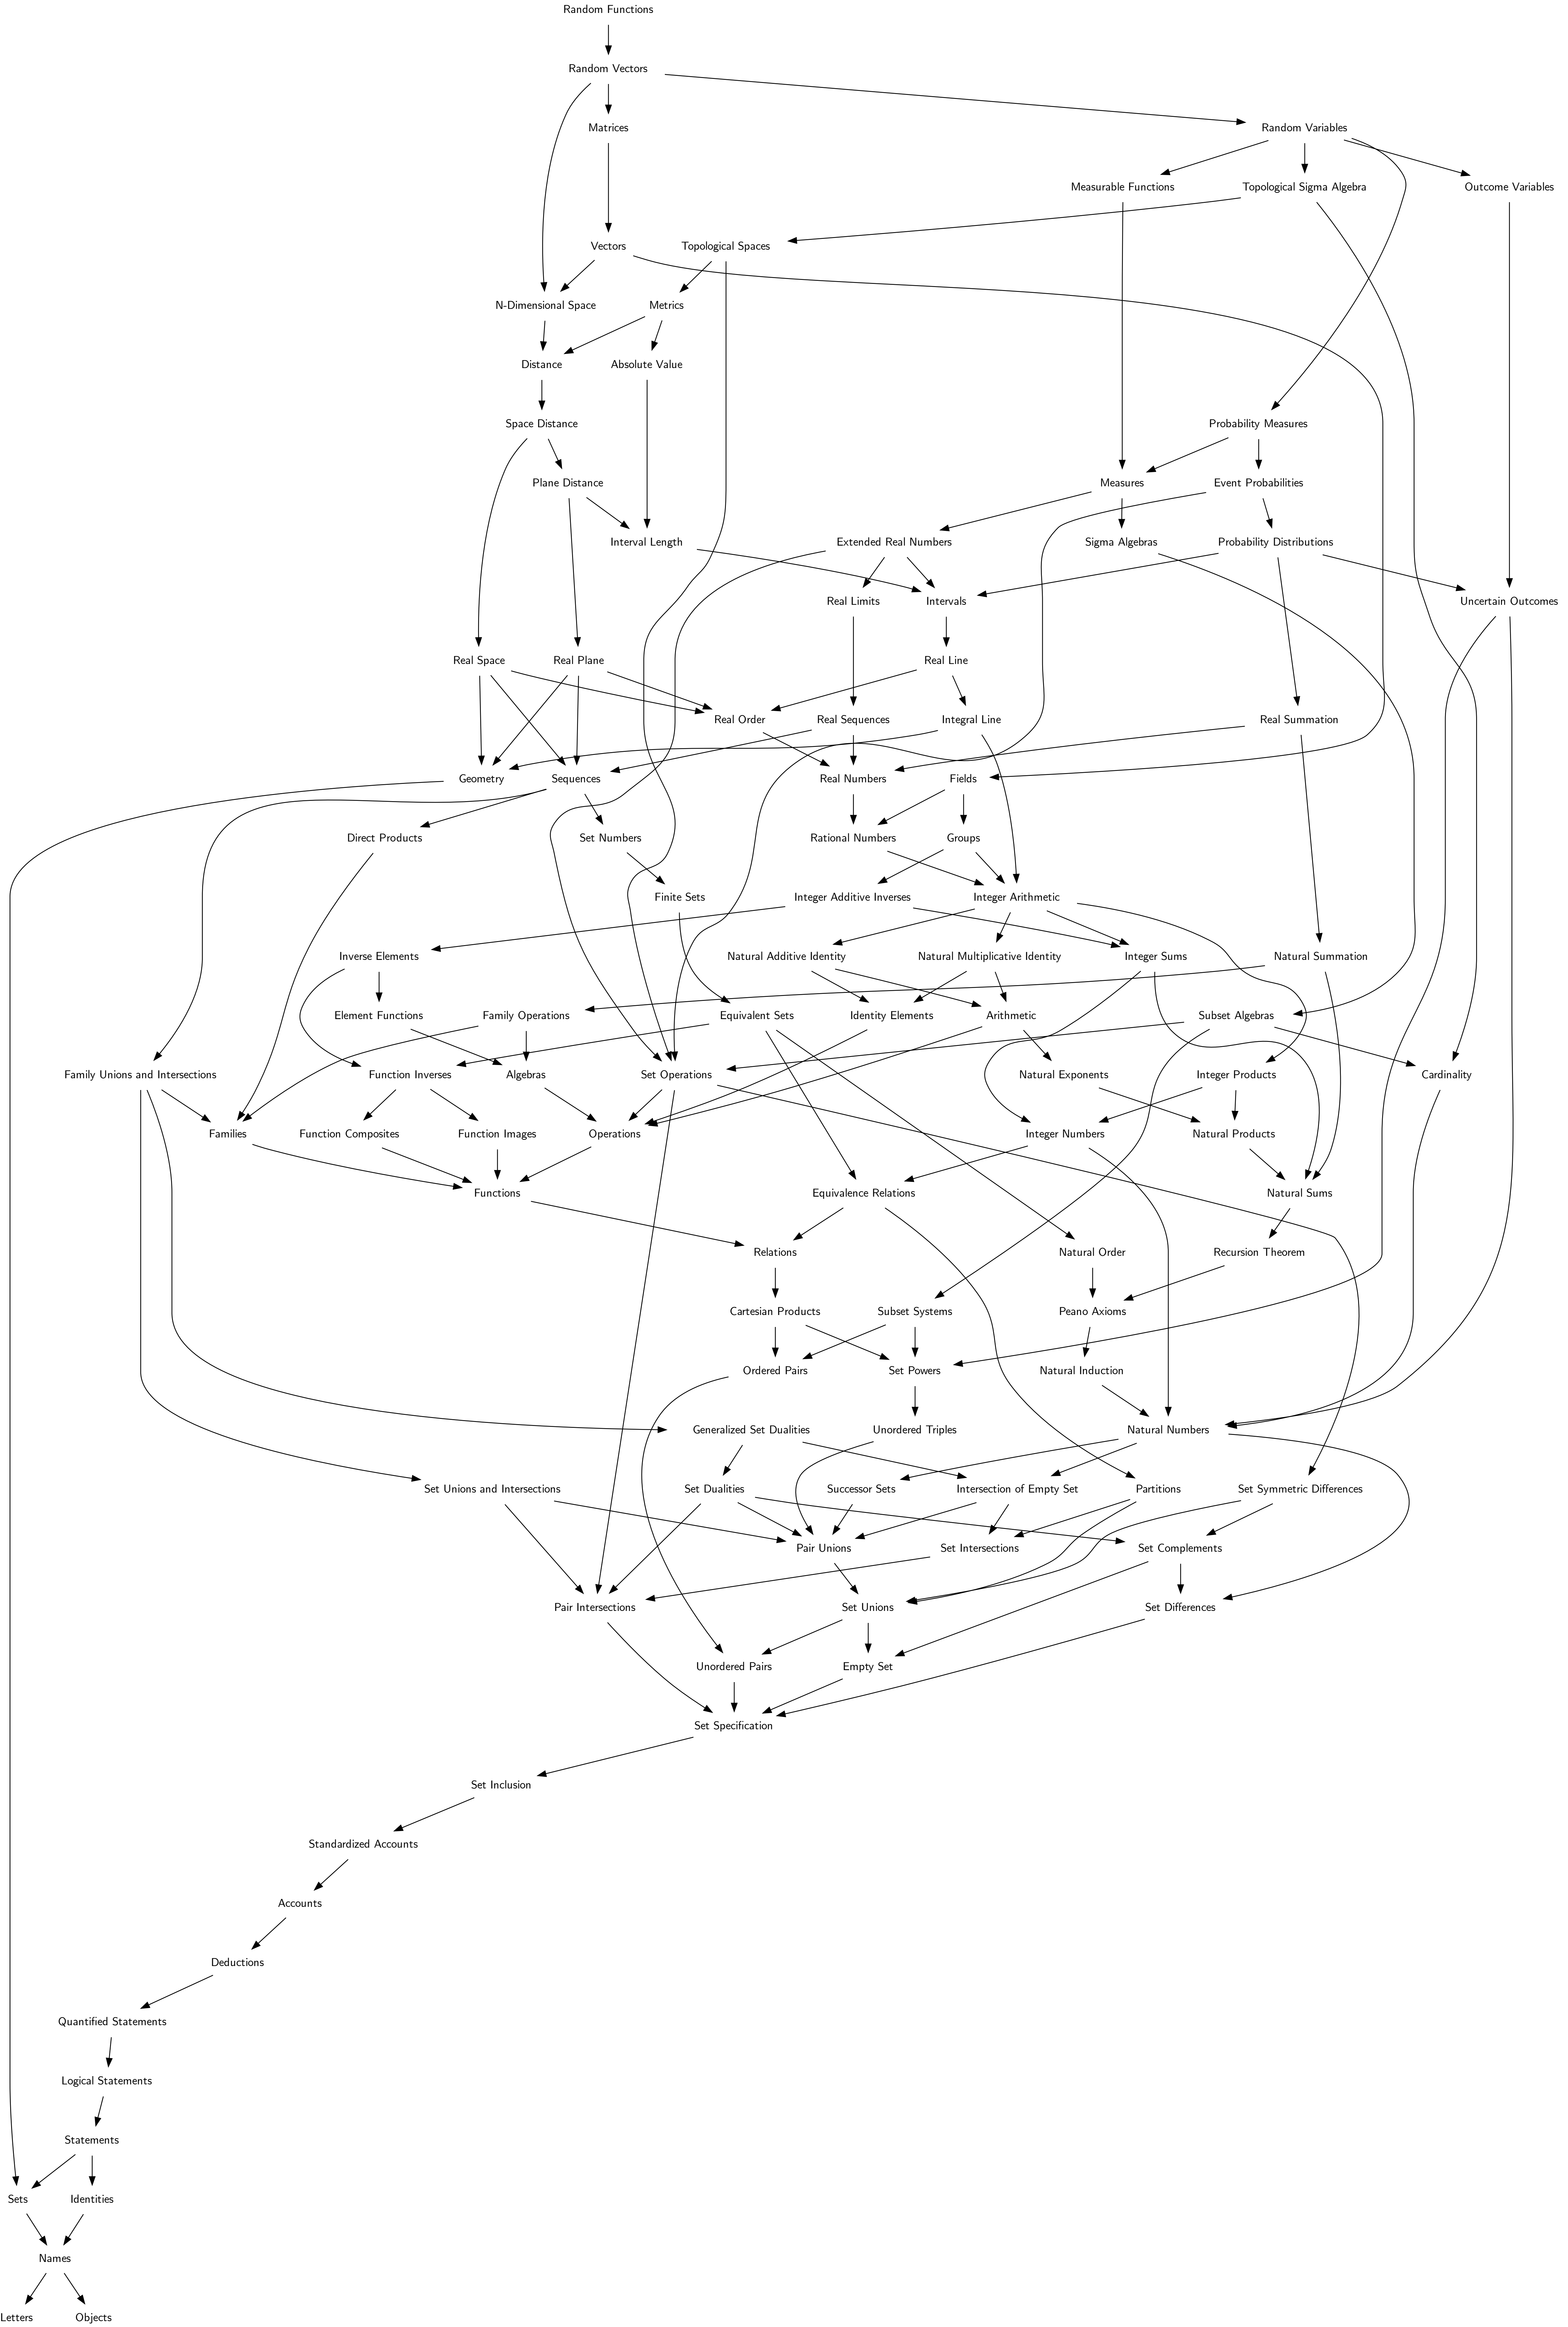 Random Functions
Random Vectors
Matrices
Random Variables
Measurable Functions
Topological Sigma Algebra
Outcome Variables
Vectors
Topological Spaces
N-Dimensional Space
Metrics
Distance
Absolute Value
Space Distance
Probability Measures
Plane Distance
Measures
Event Probabilities
Interval Length
Extended Real Numbers
Sigma Algebras
Probability Distributions
Real Limits
Intervals
Uncertain Outcomes
Real Space
Real Plane
Real Line
Real Order
Real Sequences
Integral Line
Real Summation
Geometry
Sequences
Real Numbers
Fields
Direct Products
Set Numbers
Rational Numbers
Groups
Finite Sets
Integer Additive Inverses
Integer Arithmetic
Inverse Elements
Natural Additive Identity
Natural Multiplicative Identity
Integer Sums
Natural Summation
Element Functions
Family Operations
Equivalent Sets
Identity Elements
Arithmetic
Subset Algebras
Family Unions and Intersections
Function Inverses
Algebras
Set Operations
Natural Exponents
Integer Products
Cardinality
Families
Function Composites
Function Images
Operations
Integer Numbers
Natural Products
Functions
Equivalence Relations
Natural Sums
Relations
Natural Order
Recursion Theorem
Cartesian Products
Subset Systems
Peano Axioms
Ordered Pairs
Set Powers
Natural Induction
Generalized Set Dualities
Unordered Triples
Natural Numbers
Set Unions and Intersections
Set Dualities
Successor Sets
Intersection of Empty Set
Partitions
Set Symmetric Differences
Pair Unions
Set Intersections
Set Complements
Pair Intersections
Set Unions
Set Differences
Unordered Pairs
Empty Set
Set Specification
Set Inclusion
Standardized Accounts
Accounts
Deductions
Quantified Statements
Logical Statements
Statements
Sets
Identities
Names
Letters
Objects